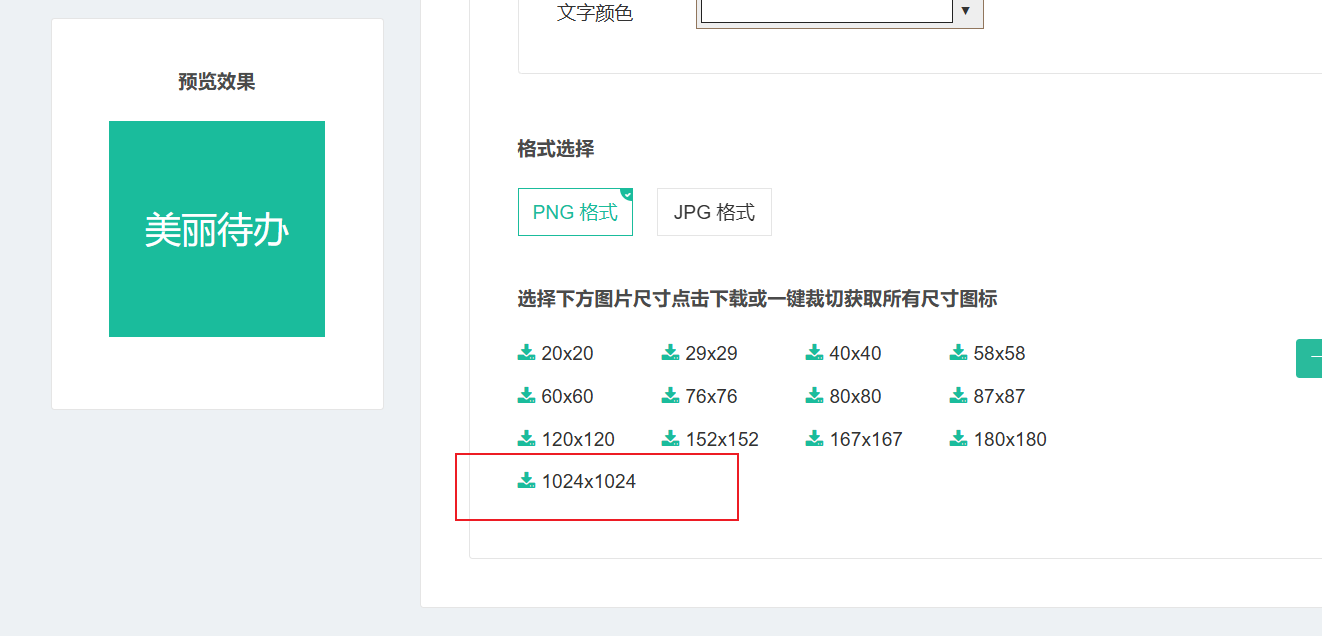 文字颜色
预览效果
美丽待办
格式选择
PNG 格式
JPG 格式
选择下方图片尺寸点击下载或一键裁切获取所有尺寸图标
20x20
29x29
40x40
58x58
60x60
76x76
80x80
87x87
120x120
152x152
167x167
180x180
1024x1024